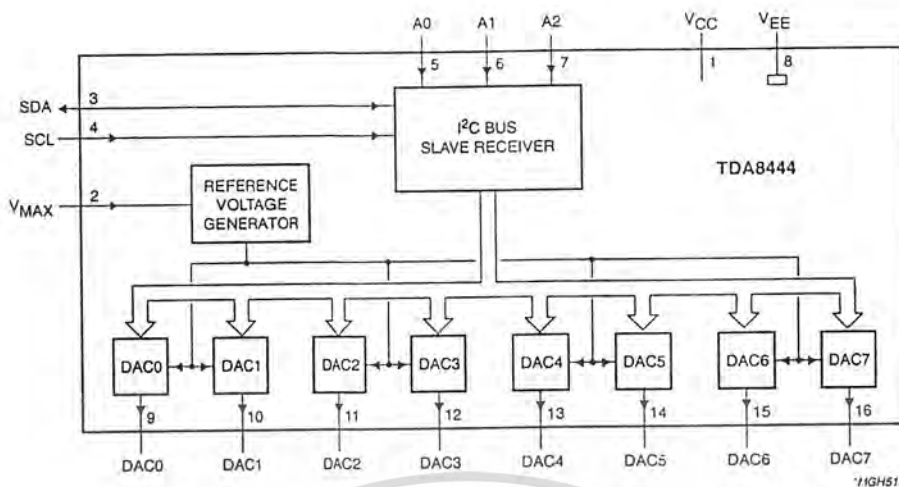 A0 A1 A2 VCC VEE
5 6 7 1 8
SDA 3
SCL 4
I²C BUS
SLAVE RECEIVER
TDA8444
REFERENCE
VOLTAGE
GENERATOR
VMAX 2
DAC0 DAC1 DAC2 DAC3 DAC4 DAC5 DAC6 DAC7
9 10 11 12 13 14 15 16
DAC0 DAC1 DAC2 DAC3 DAC4 DAC5 DAC6 DAC7